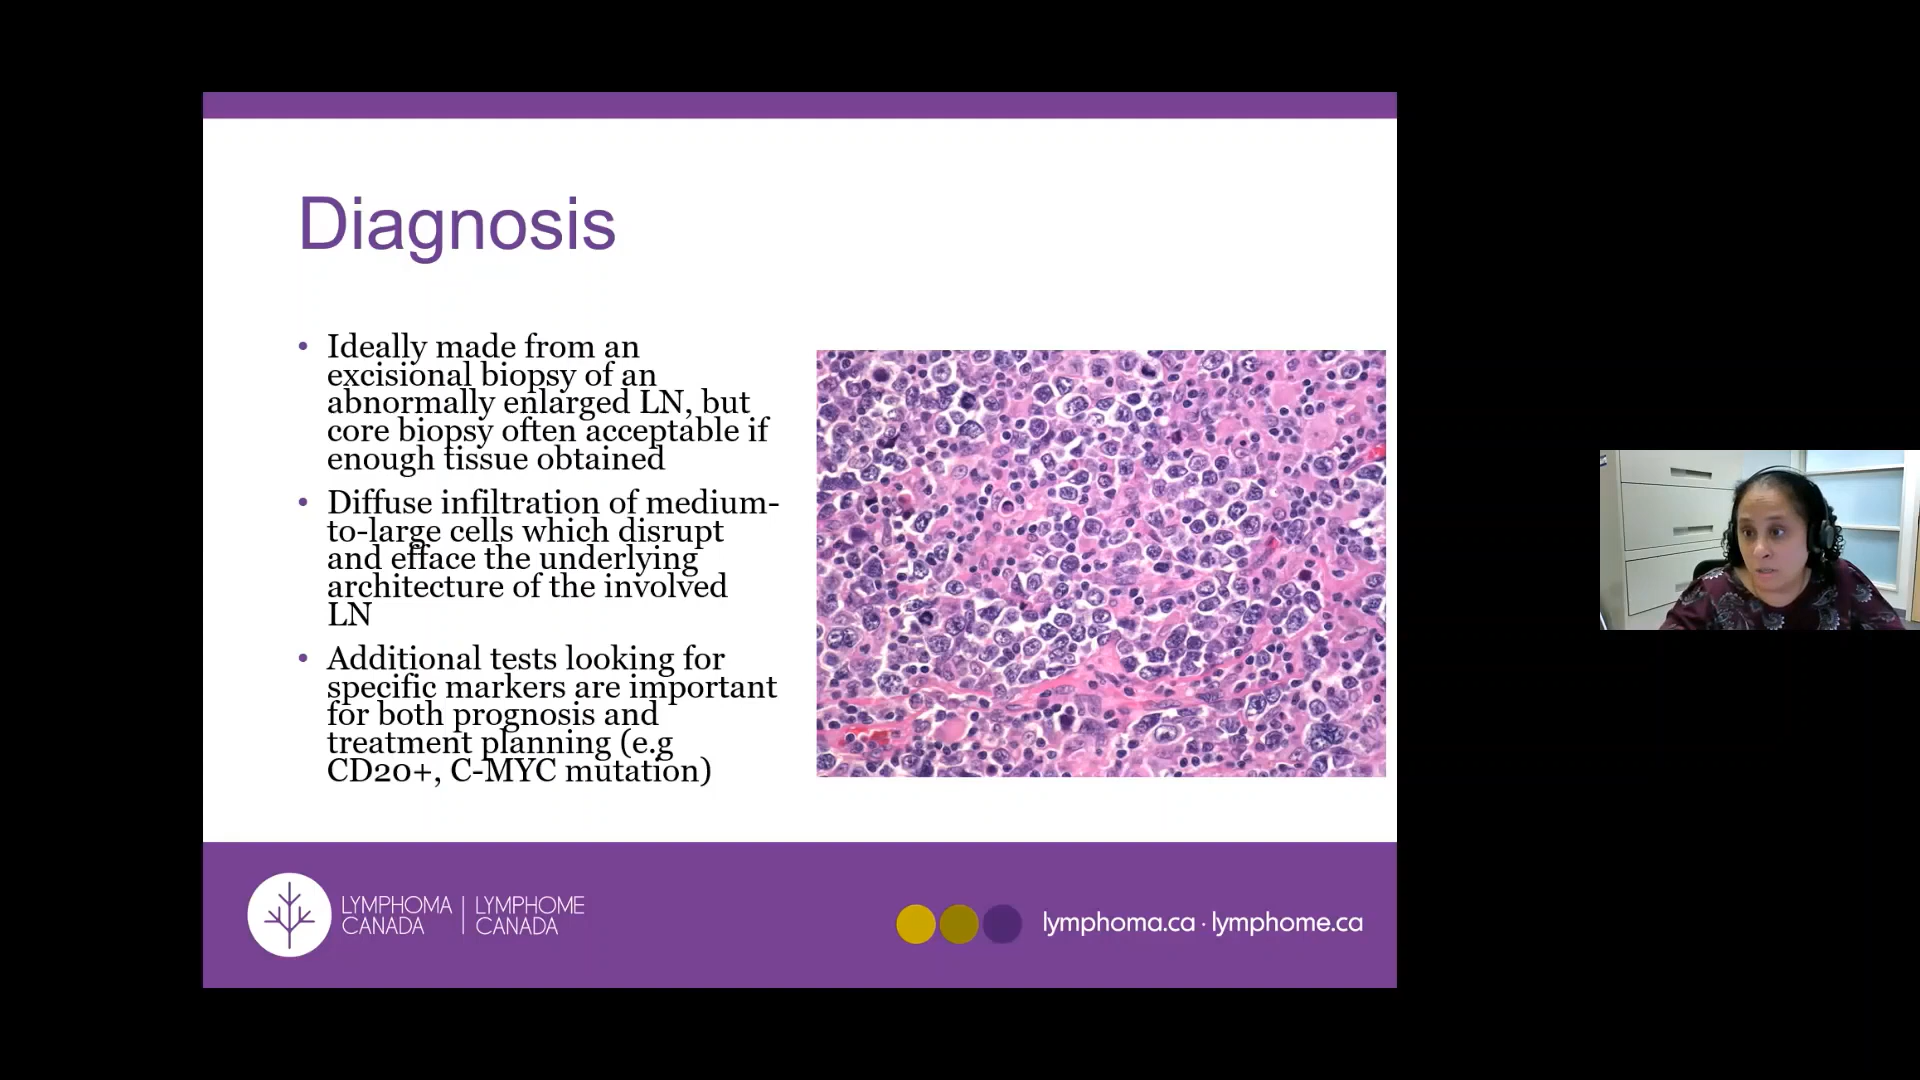 Diagnosis
• Ideally made from an
excisional biopsy of an
abnormally enlarged LN, but
core biopsy often acceptable if
enough tissue obtained
• Diffuse infiltration of medium-
to-large cells which disrupt
and efface the underlying
architecture of the involved
LN
• Additional tests looking for
specific markers are important
for both prognosis and
treatment planning (e.g
CD20+, C-MYC mutation)
LYMPHOMA
CANADA
LYMPHOME
CANADA
lymphoma.ca · lymphome.ca